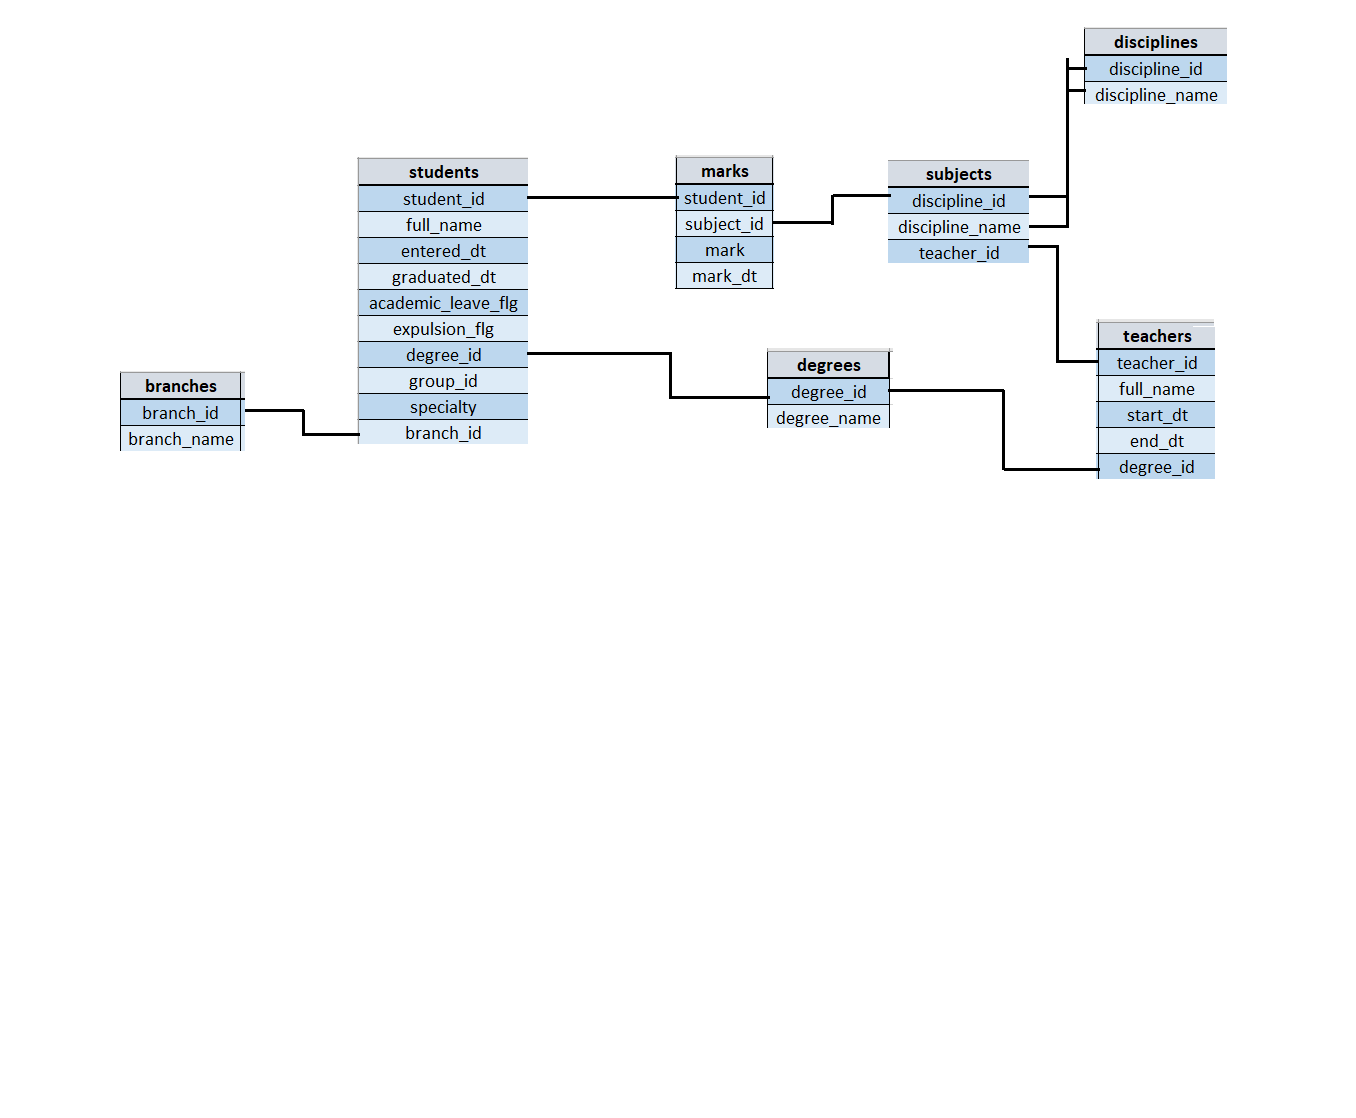 disciplines
discipline_id
discipline_name
students
student_id
full_name
entered_dt
graduated_dt
academic_leave_flg
expulsion_flg
degree_id
group_id
specialty
branch_id
marks
student_id
subject_id
mark
mark_dt
subjects
discipline_id
discipline_name
teacher_id
branches
branch_id
branch_name
degrees
degree_id
degree_name
teachers
teacher_id
full_name
start_dt
end_dt
degree_id